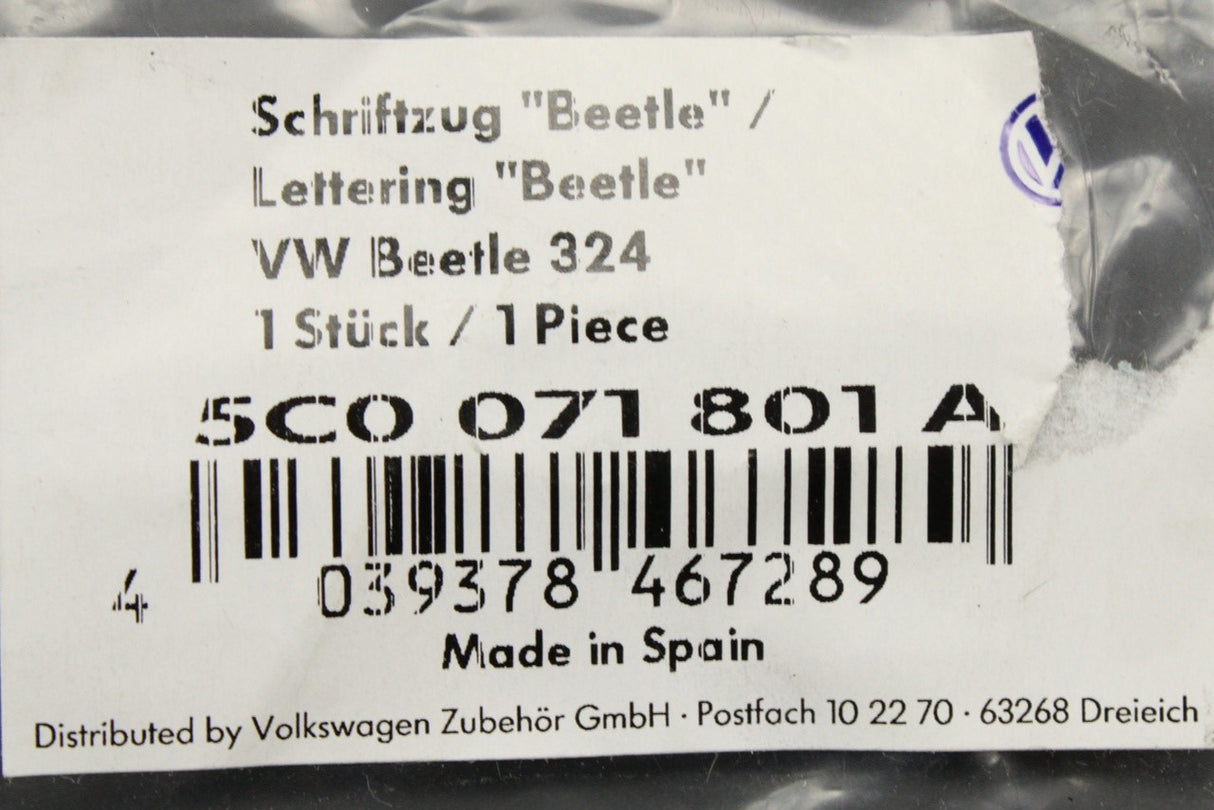 Schriftzug "Beetle" /
Lettering "Beetle"
VW Beetle 324
1 Stück / 1 Piece
5C0 071 801 A
4 039378 467289
Made in Spain
Distributed by Volkswagen Zubehör GmbH · Postfach 10 22 70 · 63268 Dreieich